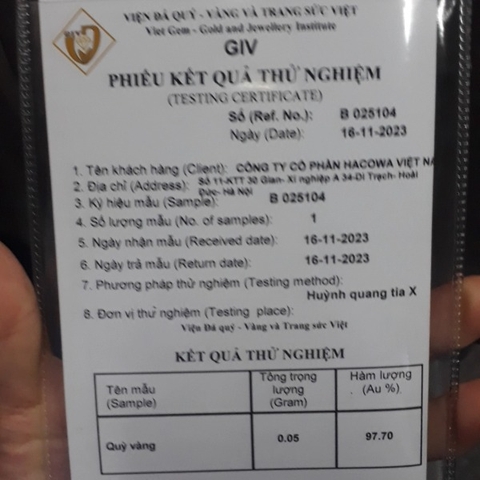 GIV
VIỆN ĐÁ QUÝ - VÀNG VÀ TRANG SỨC VIỆT
Viet Gem - Gold and Jewellery Institute
GIV
PHIẾU KẾT QUẢ THỬ NGHIỆM
(TESTING CERTIFICATE)
Số (Ref. No.): B 025104
Ngày (Date): 16-11-2023
1. Tên khách hàng (Client): CÔNG TY CỔ PHẦN HACOWA VIỆT NA
2. Địa chỉ (Address): Số 11-KTT 30 Gian- Xí nghiệp A 34-Di Trạch- Hoài
Đức- Hà Nội
3. Ký hiệu mẫu (Sample): B 025104
4. Số lượng mẫu (No. of samples): 1
5. Ngày nhận mẫu (Received date): 16-11-2023
6. Ngày trả mẫu (Return date): 16-11-2023
7. Phương pháp thử nghiệm (Testing method):
Huỳnh quang tia X
8. Đơn vị thử nghiệm (Testing place):
Viện Đá quý - Vàng và Trang sức Việt
KẾT QUẢ THỬ NGHIỆM
Tên mẫu
(Sample)
Tổng trọng
lượng
(Gram)
Hàm lượng
(Au %)
Quỳ vàng 0.05 97.70